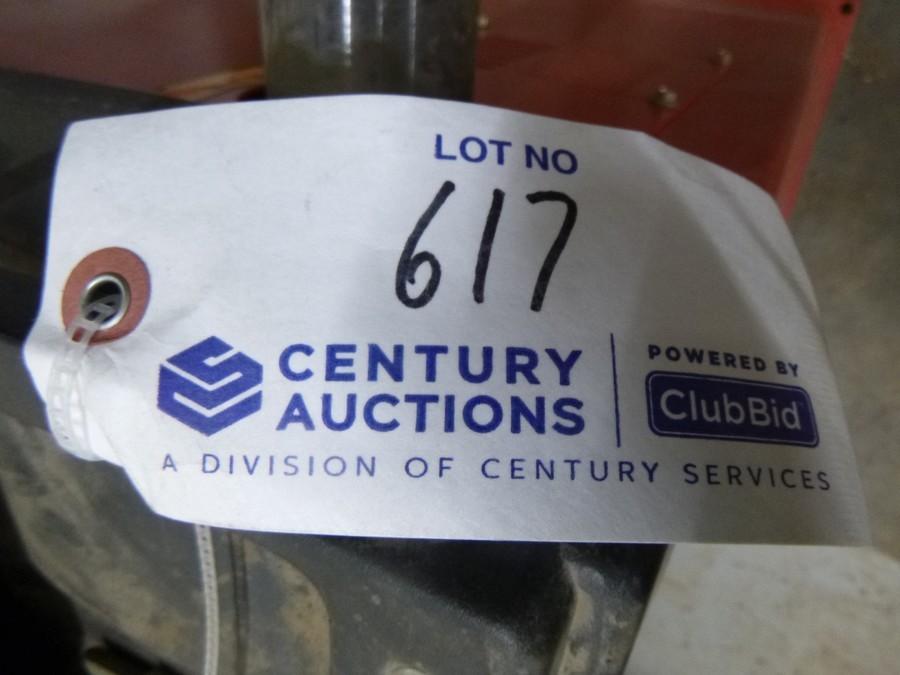 LOT NO
617
CENTURY
AUCTIONS
POWERED BY
ClubBid
A DIVISION OF CENTURY SERVICES